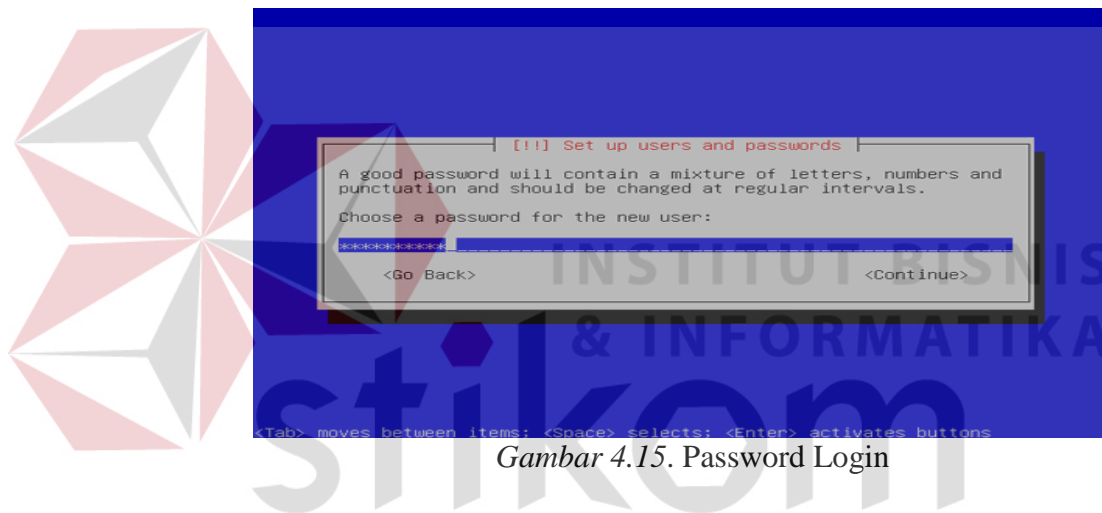 [!!] Set up users and passwords
A good password will contain a mixture of letters, numbers and
punctuation and should be changed at regular intervals.
Choose a password for the new user:
***********
<Go Back> <Continue>
INSTITUT BISNIS
& INFORMATIKA
stikom
<Tab> moves between items; <Space> selects; <Enter> activates buttons
Gambar 4.15. Password Login